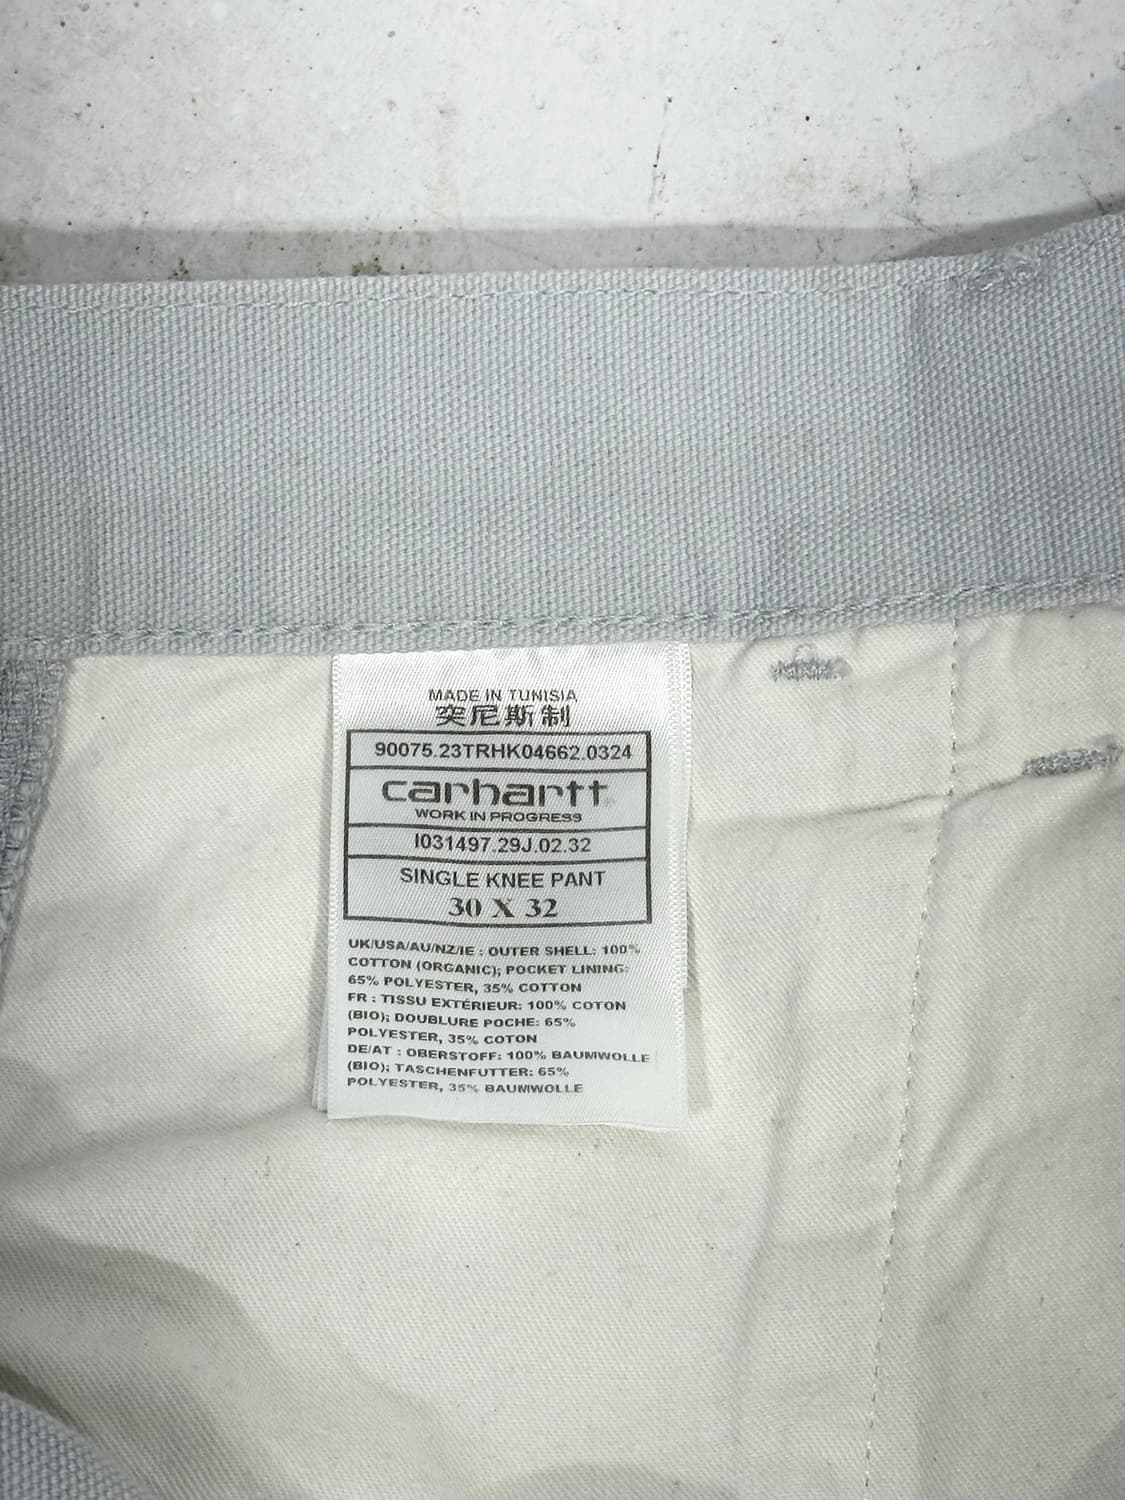 MADE IN TUNISIA
突尼斯制
90075.23TRHK04662.0324
carhartt
WORK IN PROGRESS
I031497.29J.02.32
SINGLE KNEE PANT
30 X 32
UK/USA/AU/NZ/IE : OUTER SHELL: 100%
COTTON (ORGANIC); POCKET LINING:
65% POLYESTER, 35% COTTON
FR : TISSU EXTÉRIEUR: 100% COTON
(BIO); DOUBLURE POCHE: 65%
POLYESTER, 35% COTON
DE/AT : OBERSTOFF: 100% BAUMWOLLE
(BIO); TASCHENFUTTER: 65%
POLYESTER, 35% BAUMWOLLE